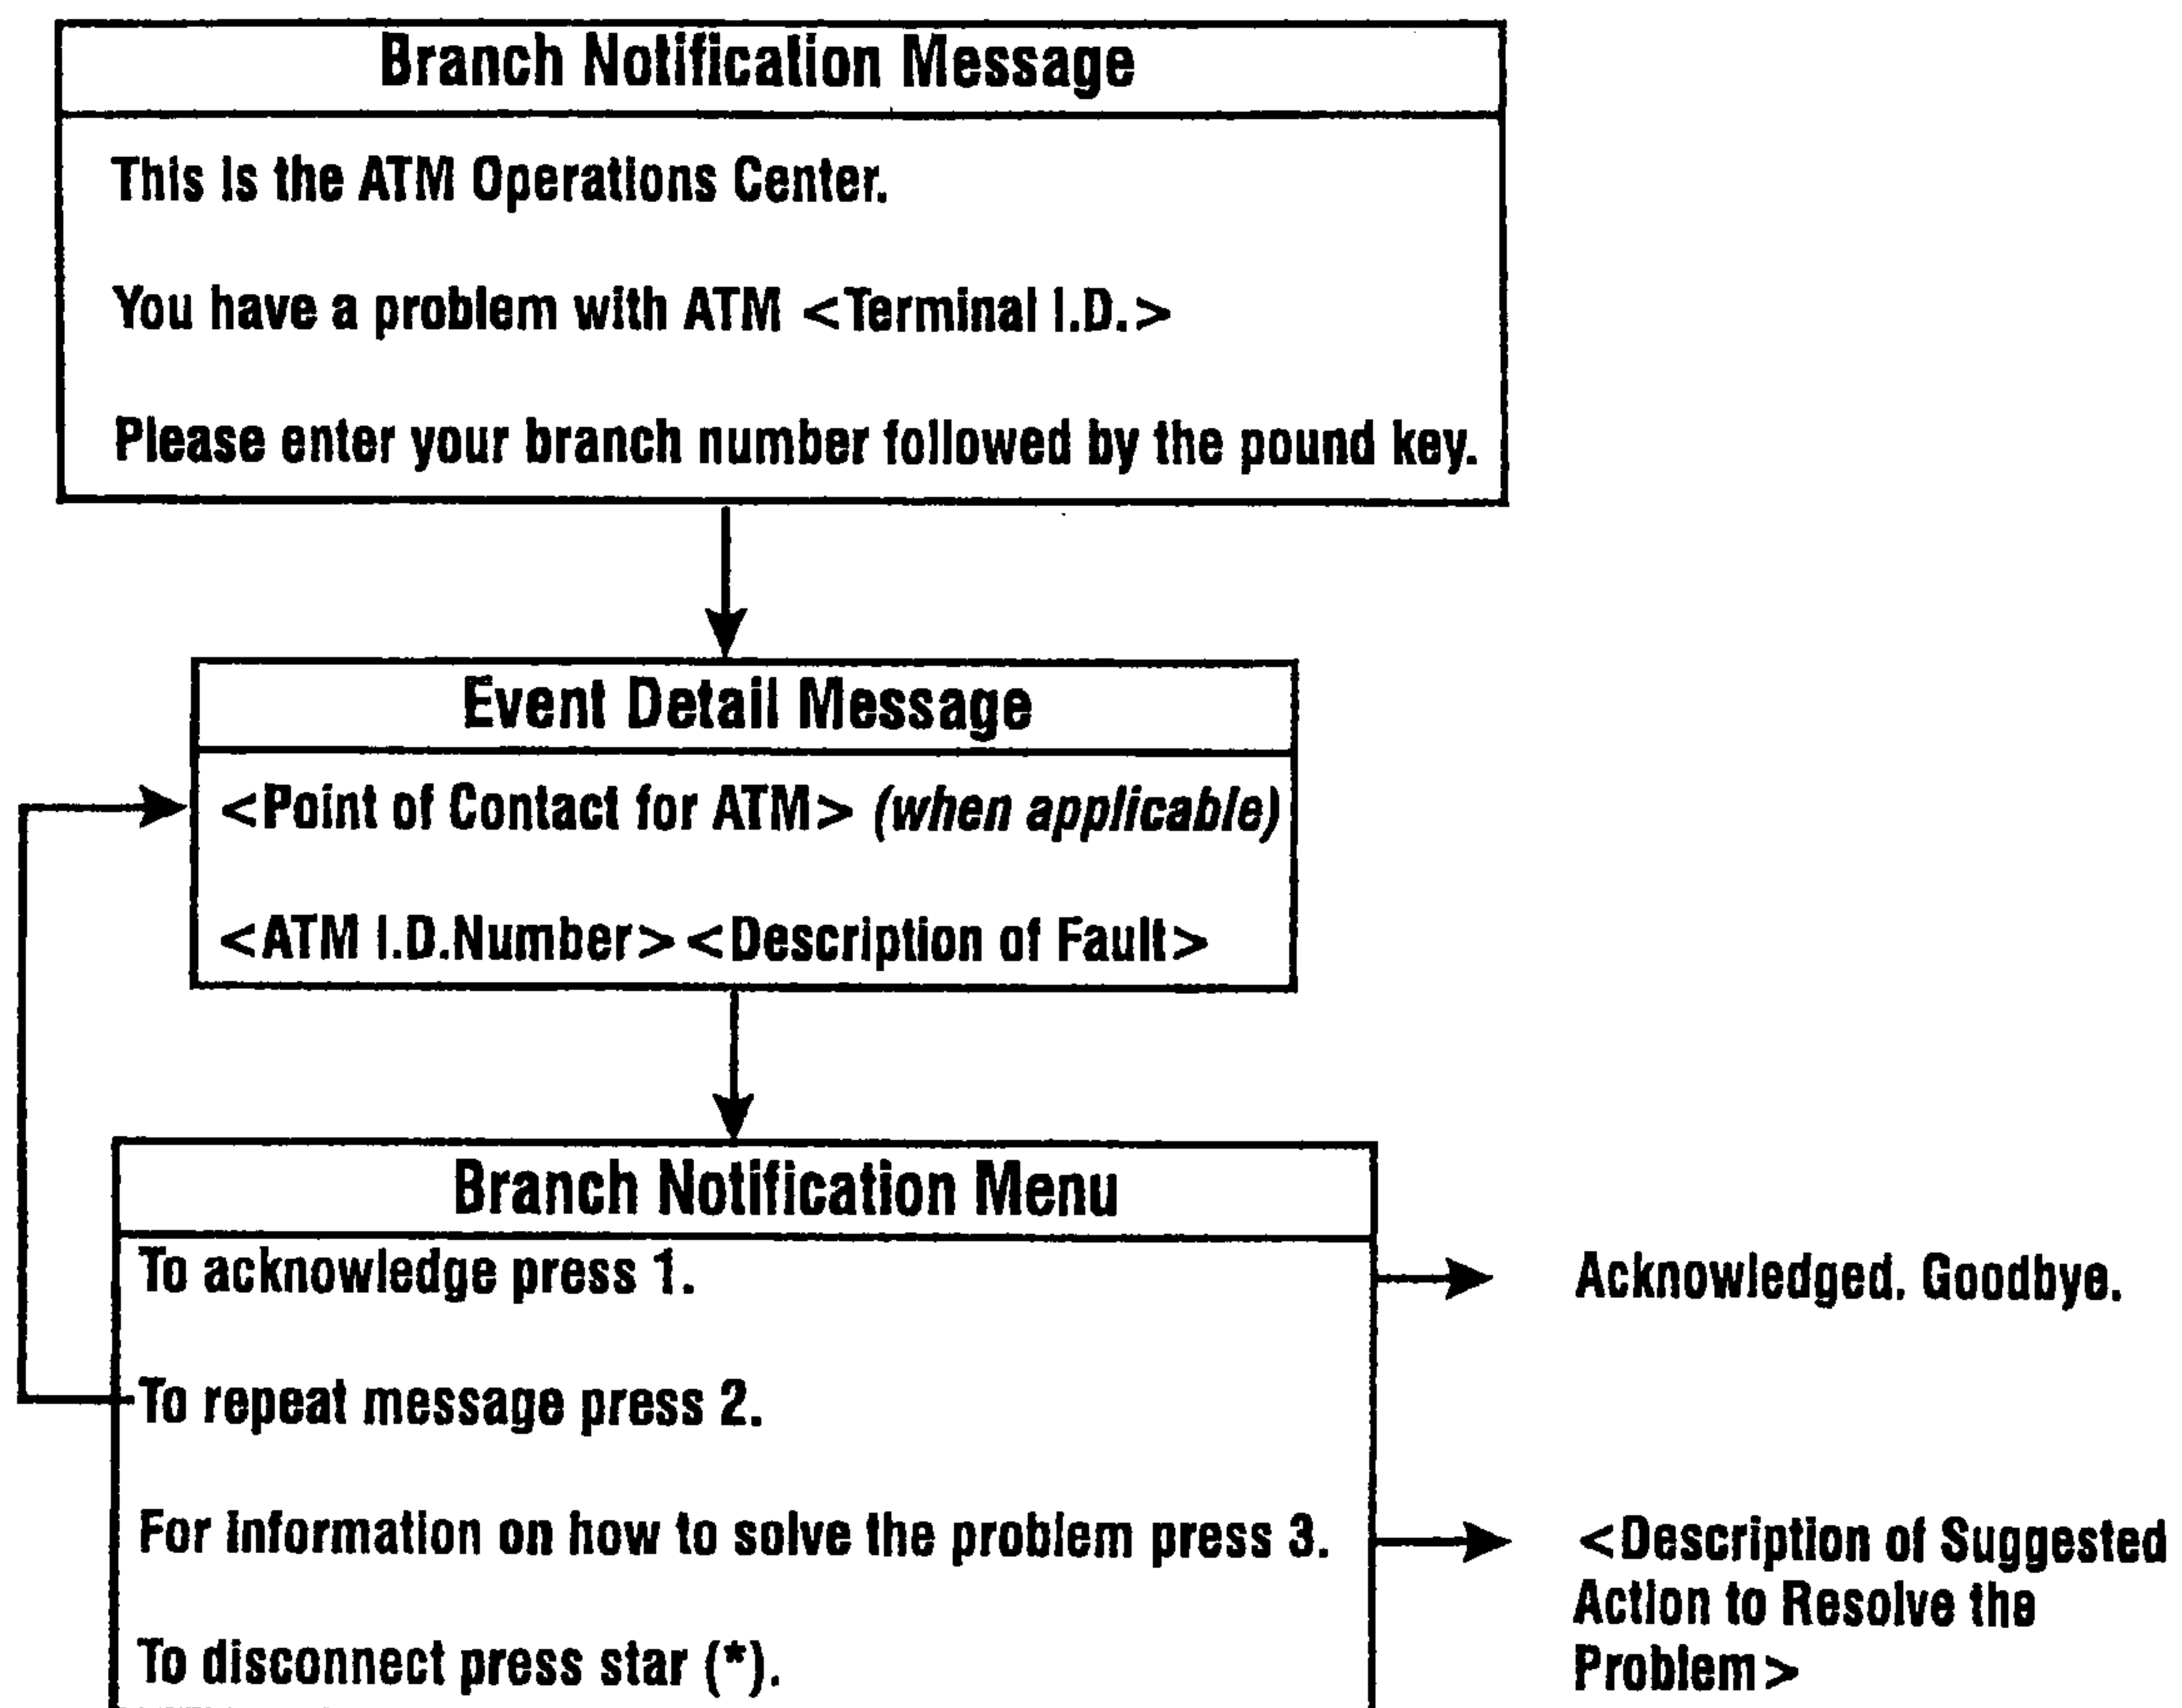 Branch Notification Message
This is the ATM Operations Center.
You have a problem with ATM <Terminal I.D.>
Please enter your branch number followed by the pound key.
Event Detail Message
<Point of Contact for ATM> (when applicable)
<ATM I.D.Number> <Description of Fault>
Branch Notification Menu
To acknowledge press 1.
Acknowledged. Goodbye.
To repeat message press 2.
For information on how to solve the problem press 3.
<Description of Suggested
Action to Resolve the
Problem>
To disconnect press star (*).